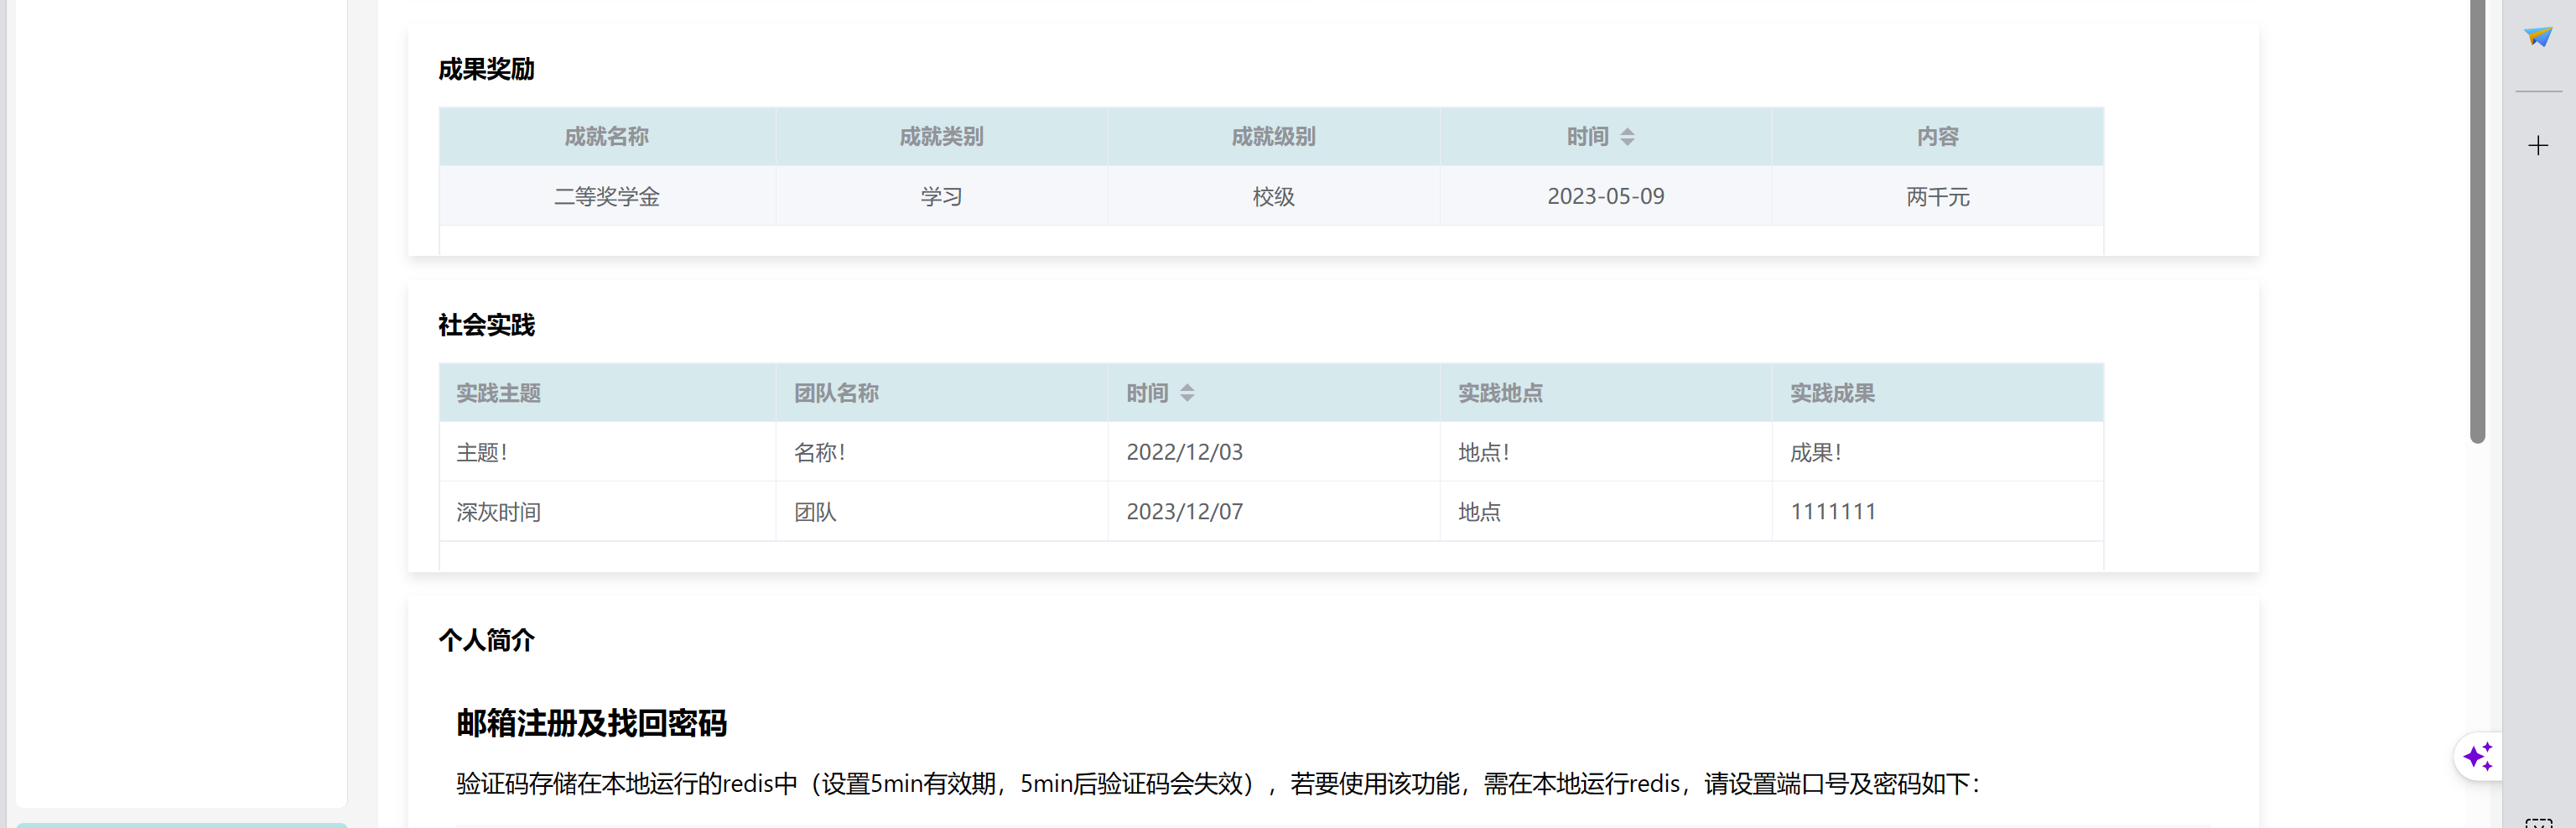 成果奖励
成就名称 成就类别 成就级别 时间 内容
二等奖学金 学习 校级 2023-05-09 两千元
社会实践
实践主题 团队名称 时间 实践地点 实践成果
主题! 名称! 2022/12/03 地点! 成果!
深灰时间 团队 2023/12/07 地点 1111111
个人简介
邮箱注册及找回密码
验证码存储在本地运行的redis中（设置5min有效期，5min后验证码会失效），若要使用该功能，需在本地运行redis，请设置端口号及密码如下：